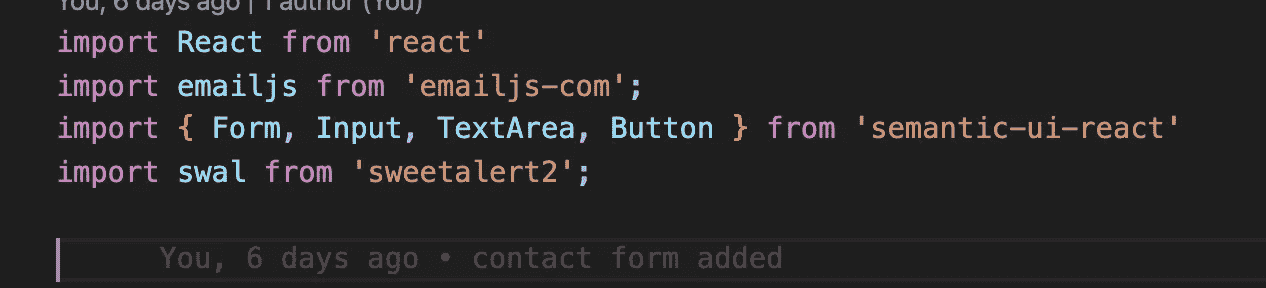 You, 6 days ago | 1 author (You)
import React from 'react'
import emailjs from 'emailjs-com';
import { Form, Input, TextArea, Button } from 'semantic-ui-react'
import swal from 'sweetalert2';
You, 6 days ago • contact form added